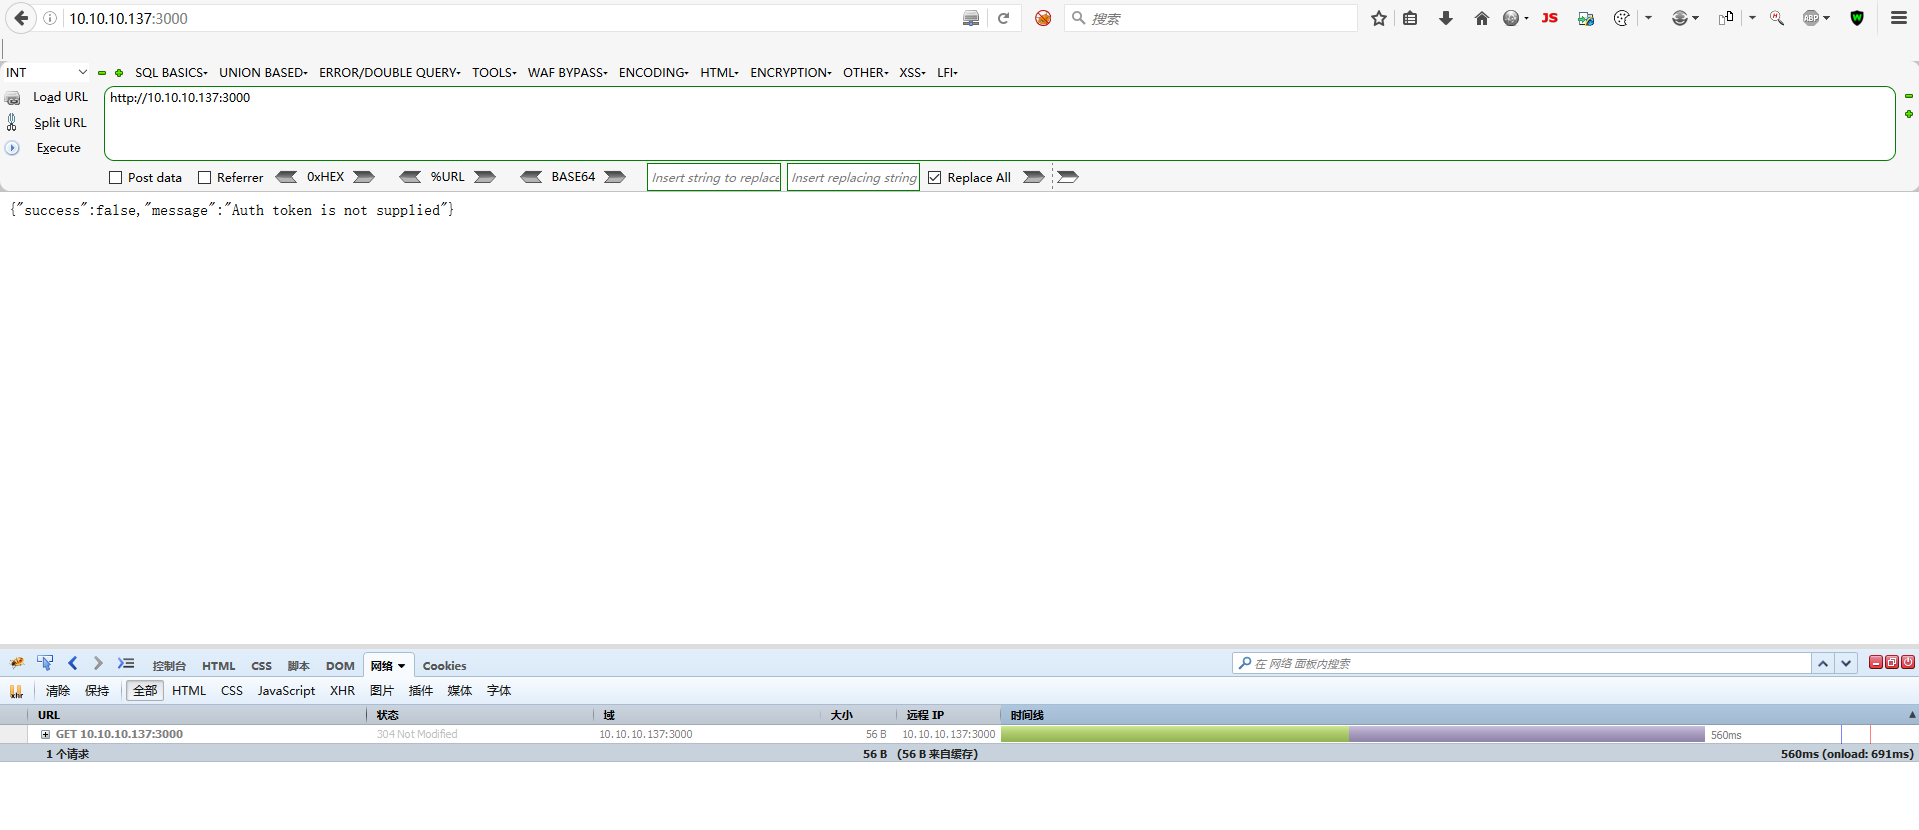 10.10.10.137:3000
搜索
JS
ABP
W
INT
SQL BASICS
UNION BASED
ERROR/DOUBLE QUERY
TOOLS
WAF BYPASS
ENCODING
HTML
ENCRYPTION
OTHER
XSS
LFI
Load URL
http://10.10.10.137:3000
Split URL
Execute
Post data
Referrer
0xHEX
%URL
BASE64
Insert string to replace
Insert replacing string
Replace All
{"success":false,"message":"Auth token is not supplied"}
控制台
HTML
CSS
脚本
DOM
网络
Cookies
在 网络 面板内搜索
xhr
清除
保持
全部
HTML
CSS
JavaScript
XHR
图片
插件
媒体
字体
URL
状态
域
大小
远程 IP
时间线
GET 10.10.10.137:3000
304 Not Modified
10.10.10.137:3000
56 B
10.10.10.137:3000
560ms
1 个请求
56 B
(56 B 来自缓存)
560ms (onload: 691ms)